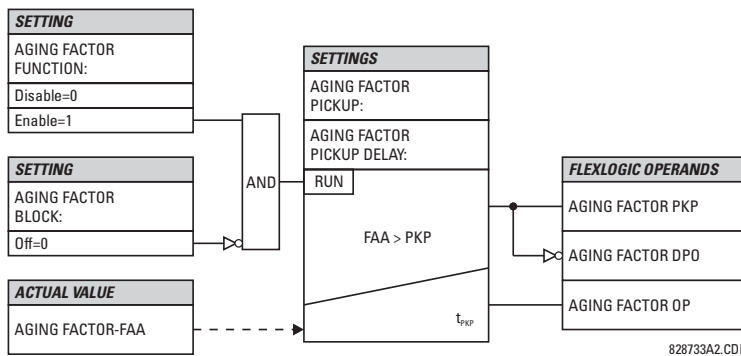 SETTING
AGING FACTOR
FUNCTION:
Disable=0
Enable=1
SETTING
AGING FACTOR
BLOCK:
Off=0
ACTUAL VALUE
AGING FACTOR-FAA
AND
SETTINGS
AGING FACTOR
PICKUP:
AGING FACTOR
PICKUP DELAY:
RUN
FAA > PKP
tPKP
FLEXLOGIC OPERANDS
AGING FACTOR PKP
AGING FACTOR DPO
AGING FACTOR OP